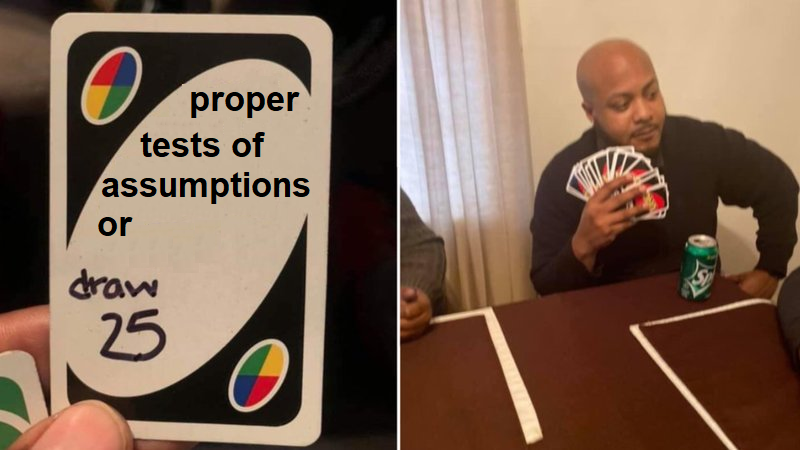 proper
tests of
assumptions
or
draw
25